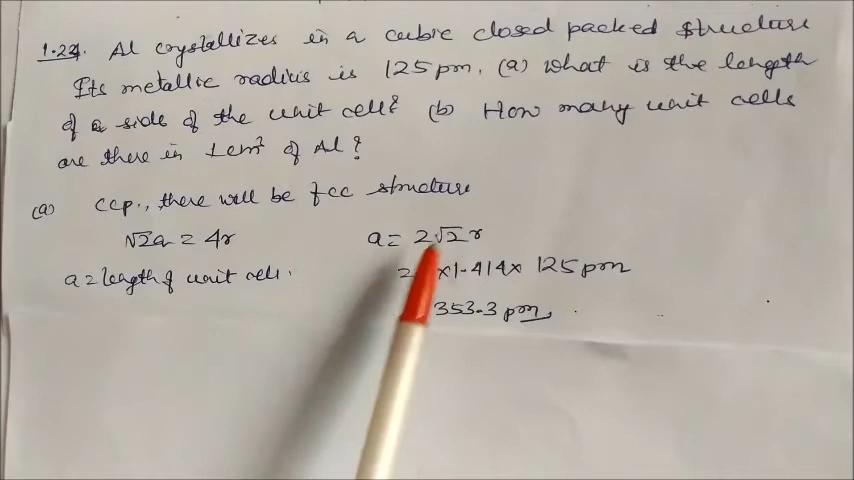 1.24. Al crystallizes in a cubic closed packed structure
Its metallic radius is 125 pm. (a) what is the length
of a side of the unit cell? (b) How many unit cells
are there in 1cm³ of Al?
(a) ccp., there will be fcc structure
√2a = 4r
a = 2√2r
a = length of unit cell.
2 × 1.414 × 125 pm
353.3 pm